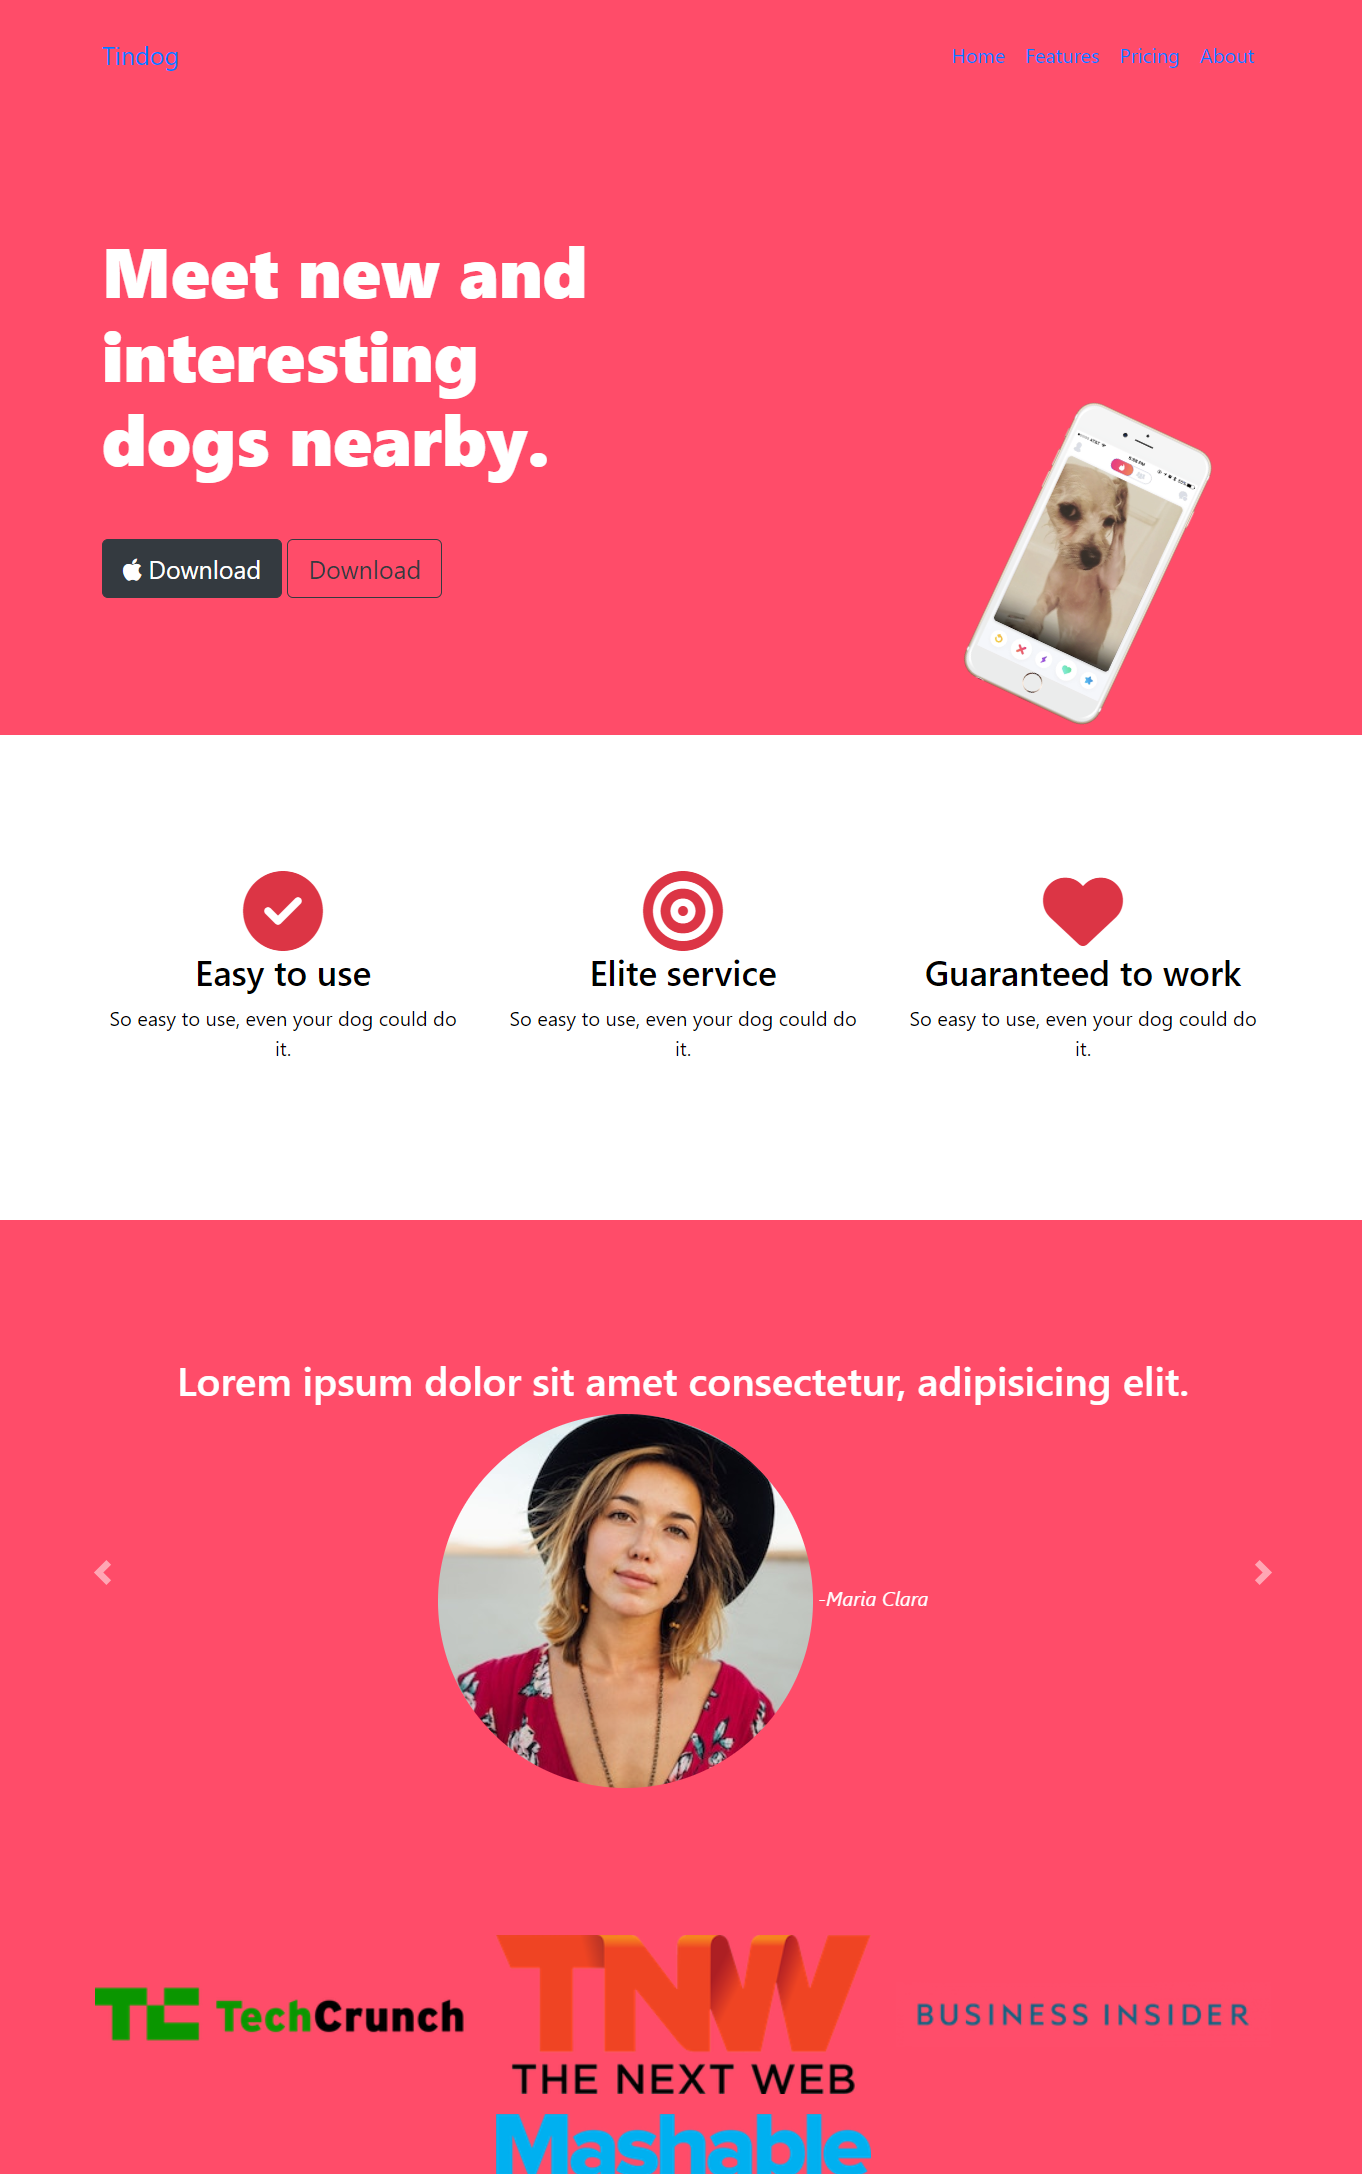 Tindog
Home Features Pricing About
Meet new and
interesting
dogs nearby.
Download Download
Easy to use
So easy to use, even your dog could do
it.
Elite service
So easy to use, even your dog could do
it.
Guaranteed to work
So easy to use, even your dog could do
it.
Lorem ipsum dolor sit amet consectetur, adipisicing elit.
-Maria Clara
TC TechCrunch
TNW
THE NEXT WEB
BUSINESS INSIDER
Mashable